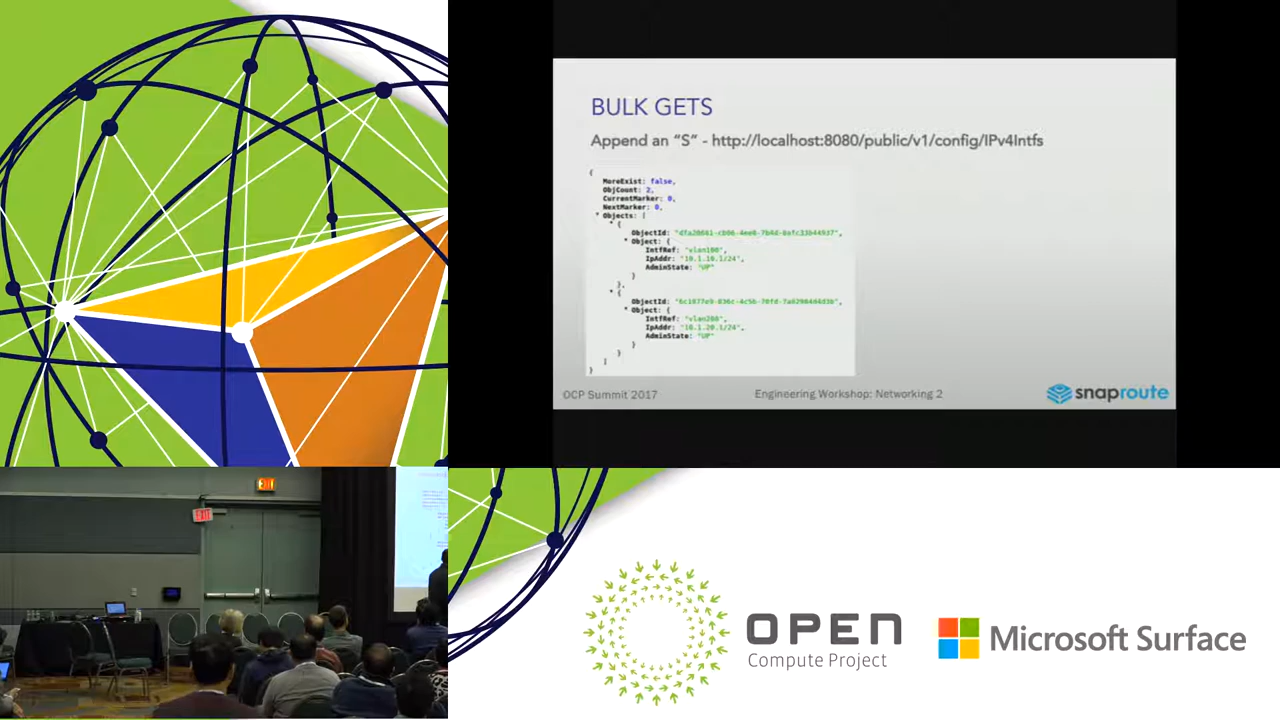 BULK GETS
Append an “S” - http://localhost:8080/public/v1/config/IPv4Intfs
{
MoreExist: false,
ObjCount: 2,
CurrentMarker: 0,
NextMarker: 0,
Objects: [
{
Object: {
IntfRef: "vlan100",
IpAddr: "10.1.10.1/24",
AdminState: "UP"
}
},
{
Object: {
IntfRef: "vlan200",
IpAddr: "10.1.20.1/24",
AdminState: "UP"
}
}
]
}
OCP Summit 2017
Engineering Workshop: Networking 2
snaproute
EXIT
EXIT
OPEN
Compute Project
Microsoft Surface